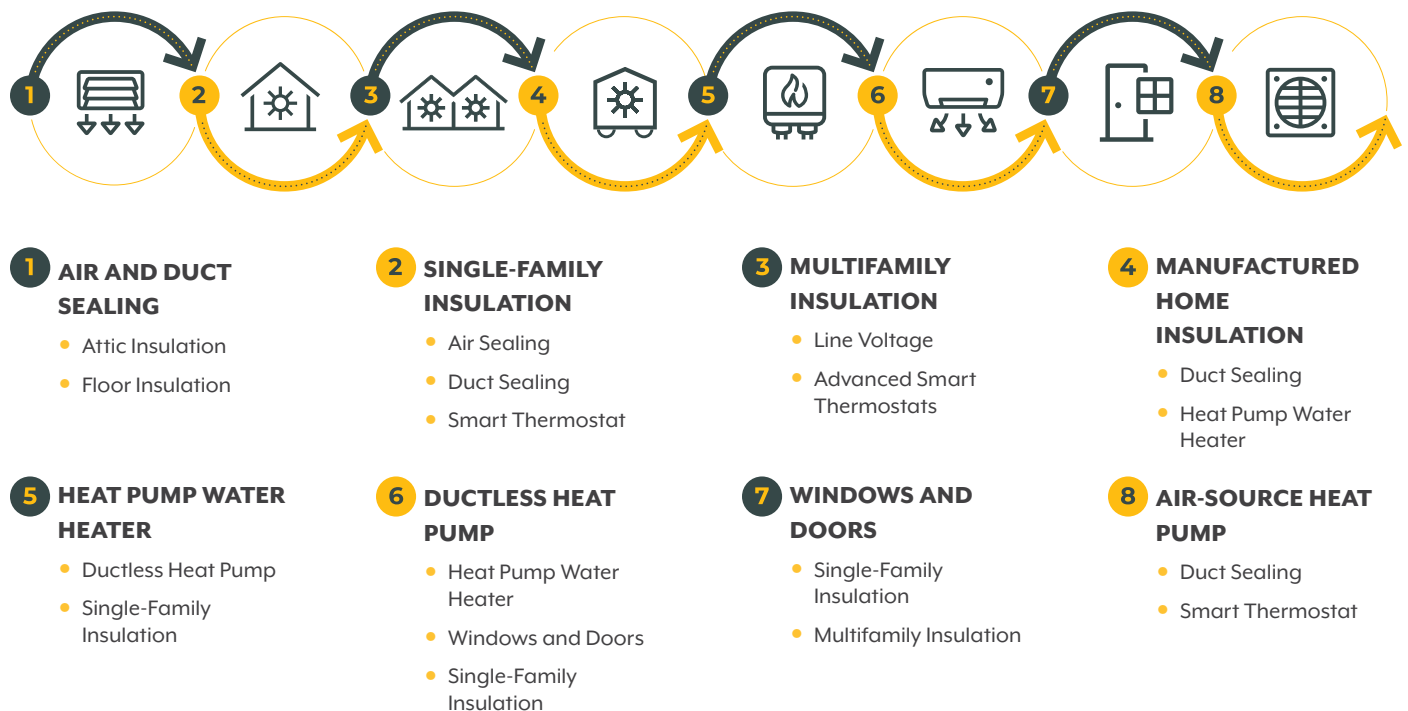 1
2
3
4
5
6
7
8
1 AIR AND DUCT
SEALING
Attic Insulation
Floor Insulation
2 SINGLE-FAMILY
INSULATION
Air Sealing
Duct Sealing
Smart Thermostat
3 MULTIFAMILY
INSULATION
Line Voltage
Advanced Smart
Thermostats
4 MANUFACTURED
HOME
INSULATION
Duct Sealing
Heat Pump Water
Heater
5 HEAT PUMP WATER
HEATER
Ductless Heat Pump
Single-Family
Insulation
6 DUCTLESS HEAT
PUMP
Heat Pump Water
Heater
Windows and Doors
Single-Family
Insulation
7 WINDOWS AND
DOORS
Single-Family
Insulation
Multifamily Insulation
8 AIR-SOURCE HEAT
PUMP
Duct Sealing
Smart Thermostat